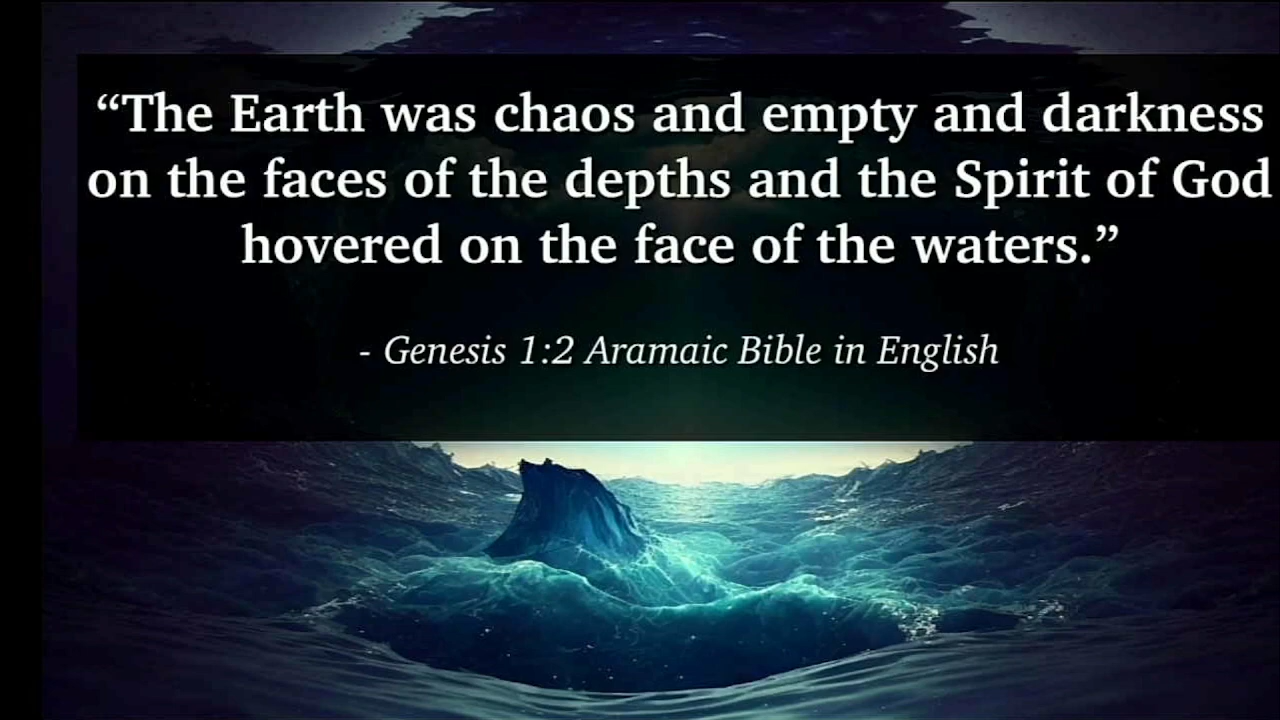 “The Earth was chaos and empty and darkness
on the faces of the depths and the Spirit of God
hovered on the face of the waters.”
- Genesis 1:2 Aramaic Bible in English